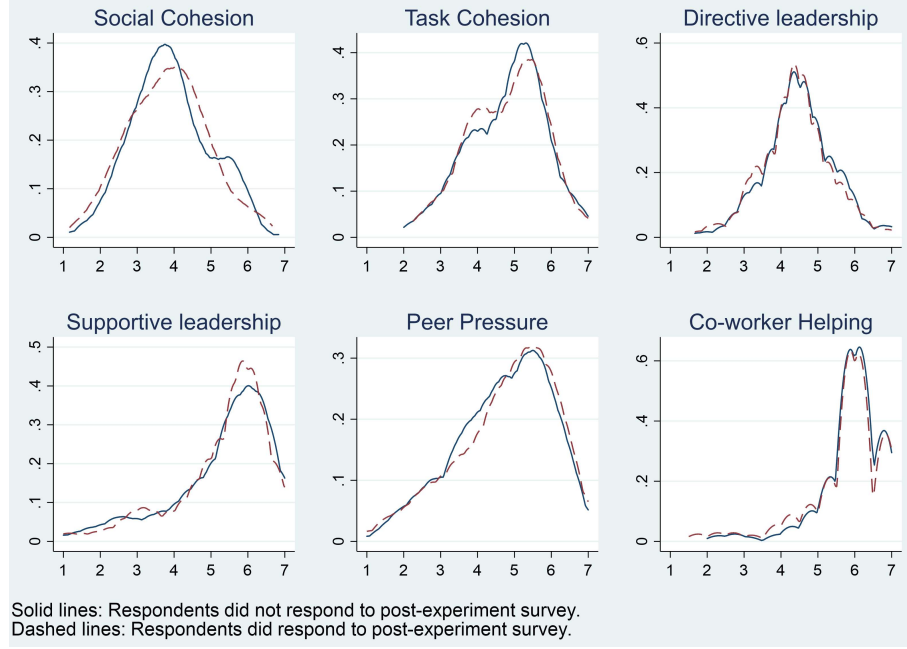 Social Cohesion
Task Cohesion
Directive leadership
0 .1 .2 .3 .4
1 2 3 4 5 6 7
0 .1 .2 .3 .4
1 2 3 4 5 6 7
0 .2 .4 .6
1 2 3 4 5 6 7
Supportive leadership
Peer Pressure
Co-worker Helping
0 .1 .2 .3 .4 .5
1 2 3 4 5 6 7
0 .1 .2 .3
1 2 3 4 5 6 7
0 .2 .4 .6
1 2 3 4 5 6 7
Solid lines: Respondents did not respond to post-experiment survey.
Dashed lines: Respondents did respond to post-experiment survey.